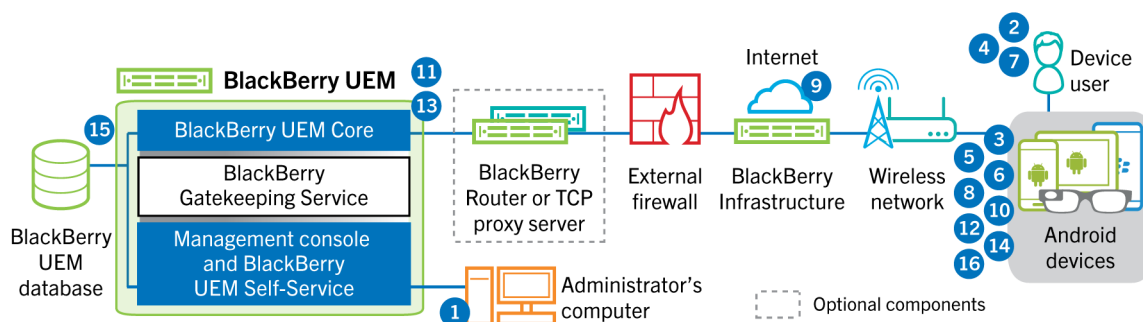 BlackBerry UEM
11
13
15
BlackBerry UEM Core
BlackBerry
Gatekeeping Service
Management console
and BlackBerry
UEM Self-Service
BlackBerry
UEM
database
1
Administrator's
computer
BlackBerry
Router or TCP
proxy server
External
firewall
Internet
9
BlackBerry
Infrastructure
Wireless
network
2
4
7
Device
user
3
5
6
8
10
12
14
16
Android
devices
Optional components